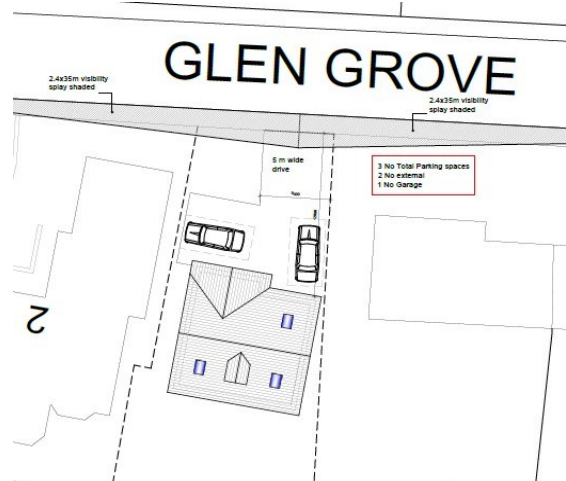 GLEN GROVE
2.4x35m visibility
splay shaded
2.4x35m visibility
splay shaded
5 m wide
drive
3 No Total Parking spaces
2 No external
1 No Garage
2